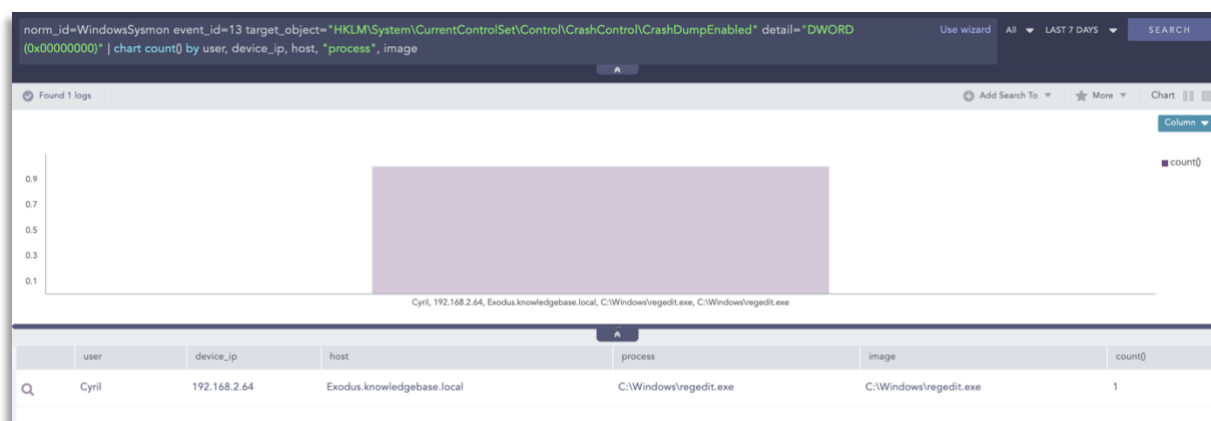 norm_id=WindowsSysmon event_id=13 target_object="HKLM\System\CurrentControlSet\Control\CrashControl\CrashDumpEnabled" detail="DWORD
(0x00000000)" | chart count() by user, device_ip, host, "process", image
Use wizard All LAST 7 DAYS SEARCH
Found 1 logs
Add Search To More Chart
Column
count()
0.9
0.7
0.5
0.3
0.1
Cyril, 192.168.2.64, Exodus.knowledgebase.local, C:\Windows\regedit.exe, C:\Windows\regedit.exe
user device_ip host process image count()
Cyril 192.168.2.64 Exodus.knowledgebase.local C:\Windows\regedit.exe C:\Windows\regedit.exe 1